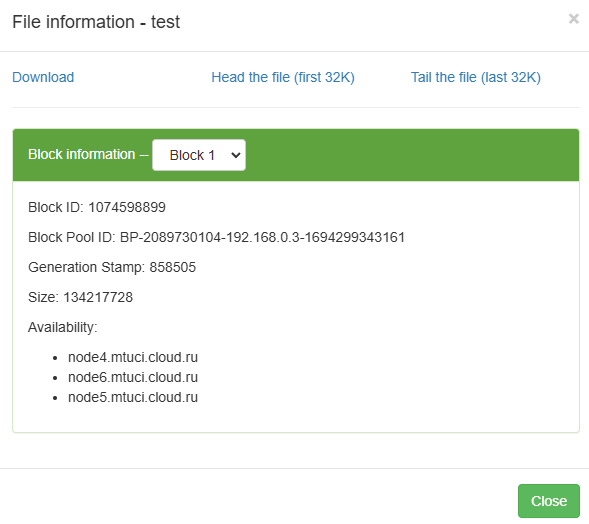 File information - test
×
Download Head the file (first 32K) Tail the file (last 32K)
Block information -- Block 1
Block ID: 1074598899
Block Pool ID: BP-2089730104-192.168.0.3-1694299343161
Generation Stamp: 858505
Size: 134217728
Availability:
• node4.mtuci.cloud.ru
• node6.mtuci.cloud.ru
• node5.mtuci.cloud.ru
Close